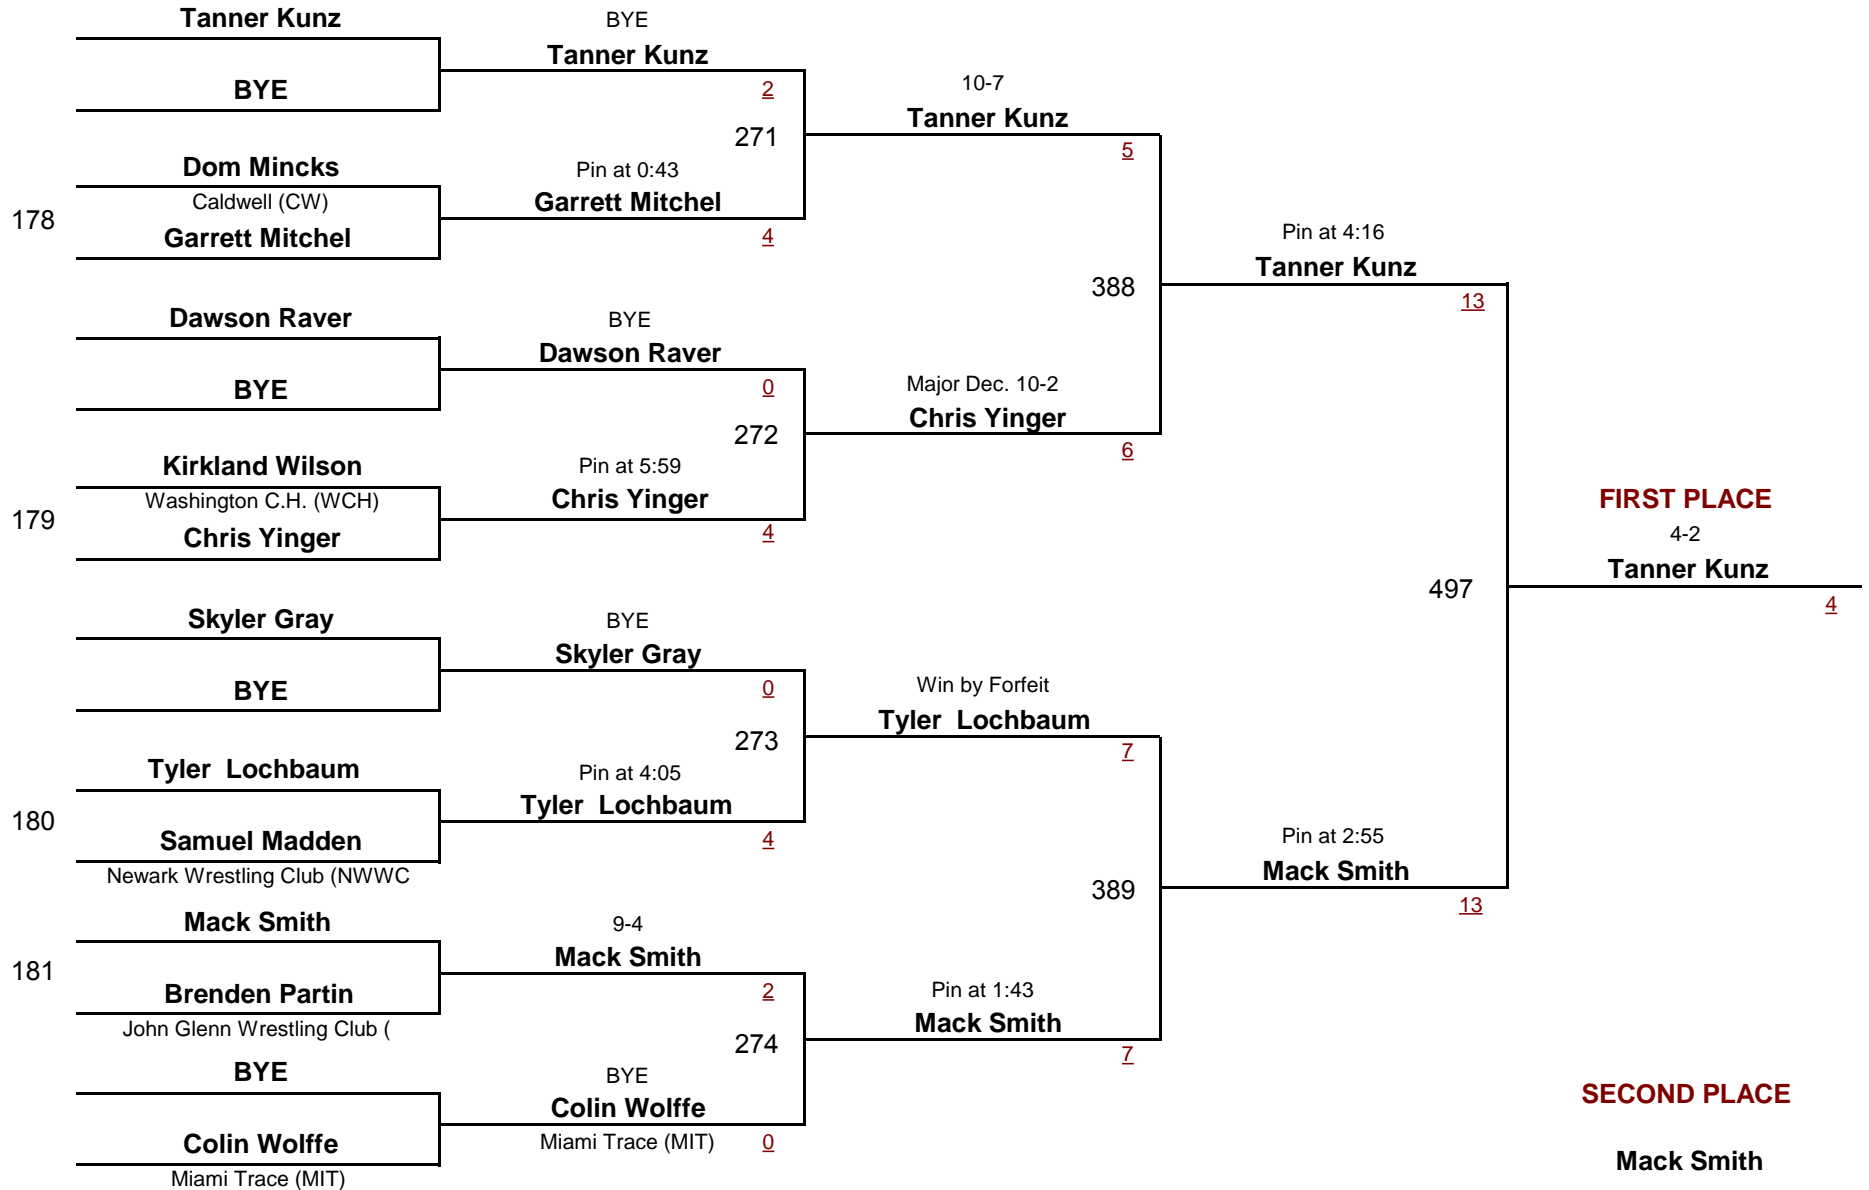 Tanner Kunz
BYE
178
Dom Mincks
Caldwell (CW)
Garrett Mitchel
Dawson Raver
BYE
179
Kirkland Wilson
Washington C.H. (WCH)
Chris Yinger
Skyler Gray
BYE
180
Tyler  Lochbaum
Samuel Madden
Newark Wrestling Club (NWWC
181
Mack Smith
Brenden Partin
John Glenn Wrestling Club (
BYE
Colin Wolffe
Miami Trace (MIT)
BYE
Tanner Kunz
2
271
Pin at 0:43
Garrett Mitchel
4
BYE
Dawson Raver
0
272
Pin at 5:59
Chris Yinger
4
BYE
Skyler Gray
0
273
Pin at 4:05
Tyler  Lochbaum
4
9-4
Mack Smith
2
274
BYE
Colin Wolffe
Miami Trace (MIT)
0
10-7
Tanner Kunz
5
388
Major Dec. 10-2
Chris Yinger
6
Win by Forfeit
Tyler  Lochbaum
7
389
Pin at 1:43
Mack Smith
7
Pin at 4:16
Tanner Kunz
13
497
Pin at 2:55
Mack Smith
13
FIRST PLACE
4-2
Tanner Kunz
4
SECOND PLACE
Mack Smith